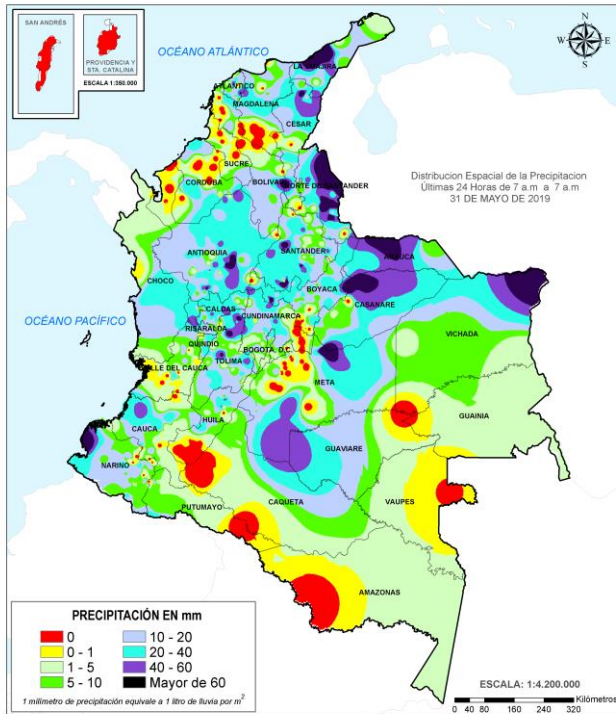 SAN ANDRÉS
PROVIDENCIA Y
STA. CATALINA
ESCALA 1:350.000
N
W
E
S
OCÉANO ATLÁNTICO
LA GUAJIRA
ATLÁNTICO
MAGDALENA
CESAR
SUCRE
CORDOBA
BOLIVAR
NORTE DE SANTANDER
Distribucion Espacial de la Precipitacion
Últimas 24 Horas de 7 a.m a 7 a.m
31 DE MAYO DE 2019
ANTIOQUIA
SANTANDER
ARAUCA
CHOCO
BOYACA
CASANARE
CALDAS
CUNDINAMARCA
OCÉANO PACÍFICO
RISARALDA
VICHADA
QUINDIO
BOGOTA, D.C.
TOLIMA
VALLE DEL CAUCA
META
GUAINIA
CAUCA
HUILA
GUAVIARE
NARIÑO
CAQUETA
VAUPES
PUTUMAYO
AMAZONAS
PRECIPITACIÓN EN mm
0
10 - 20
0 - 1
20 - 40
1 - 5
40 - 60
5 - 10
Mayor de 60
1 milímetro de precipitación equivale a 1 litro de lluvia por m²
ESCALA: 1:4.200.000
Kilómetros
0 40 80 160 240 320